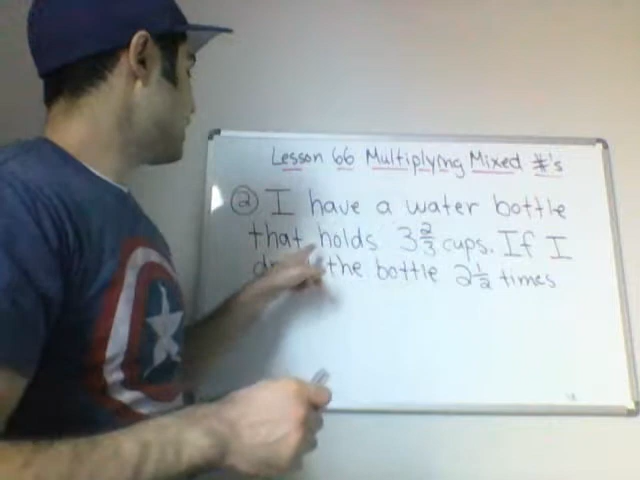 Lesson 66 Multiplying Mixed #'s
② I have a water bottle
that holds 3 2/3 cups. If I
the bottle 2 1/2 times